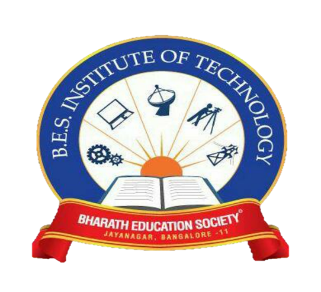 B.E.S. INSTITUTE OF TECHNOLOGY
BHARATH EDUCATION SOCIETY®
JAYANAGAR, BANGALORE -11